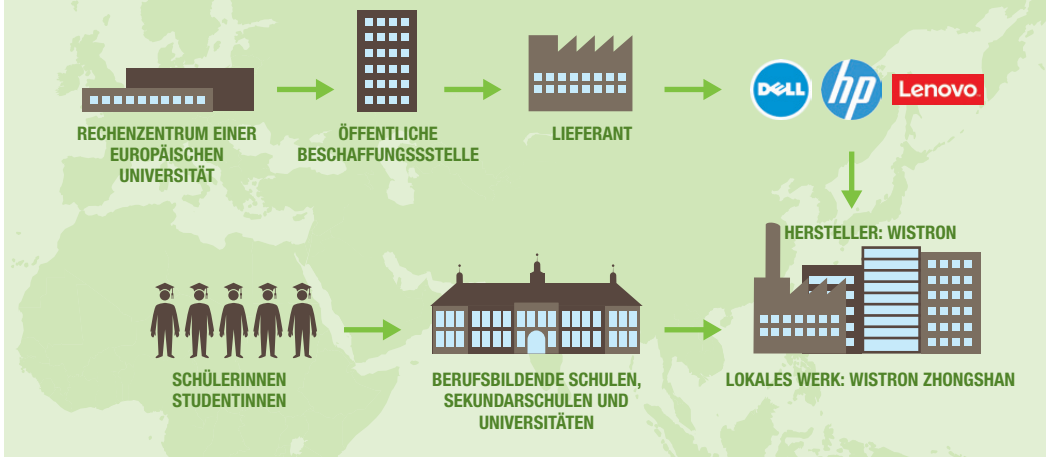 RECHENZENTRUM EINER
EUROPÄISCHEN
UNIVERSITÄT
ÖFFENTLICHE
BESCHAFFUNGSSSTELLE
LIEFERANT
DELL
hp
Lenovo
HERSTELLER: WISTRON
SCHÜLERINNEN
STUDENTINNEN
BERUFSBILDENDE SCHULEN,
SEKUNDARSCHULEN UND
UNIVERSITÄTEN
LOKALES WERK: WISTRON ZHONGSHAN